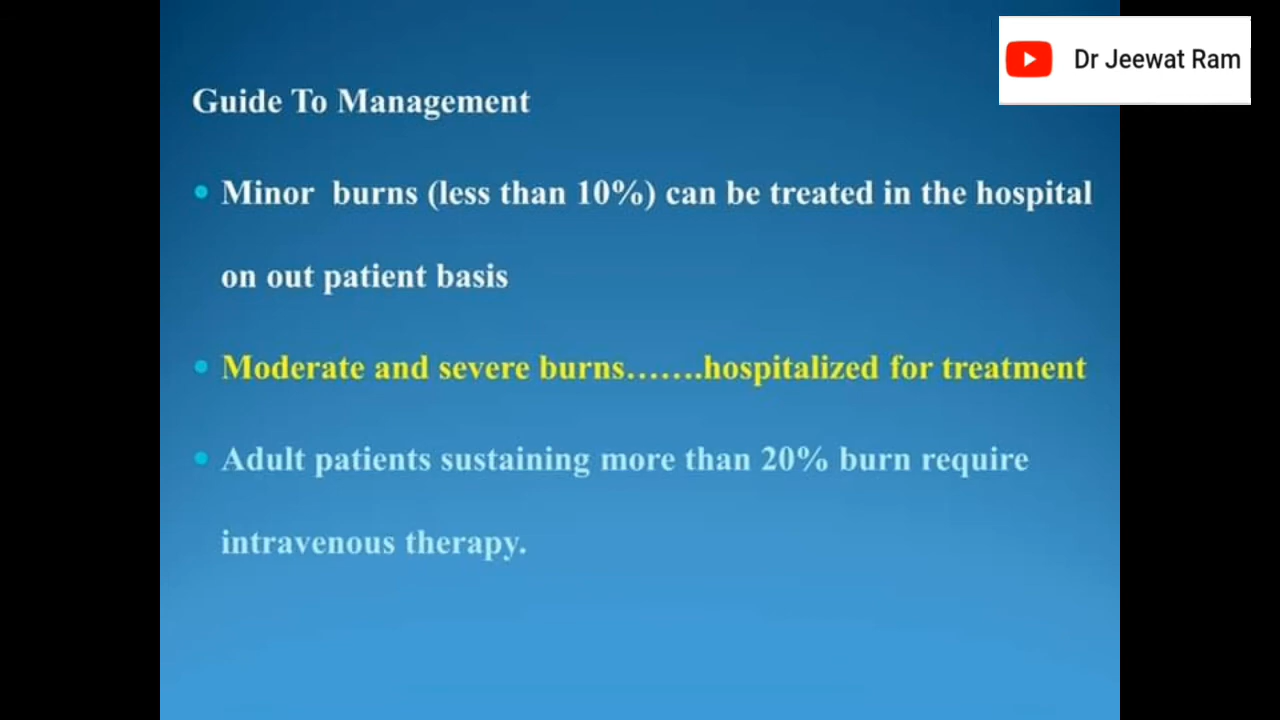 Dr Jeewat Ram
Guide To Management
• Minor burns (less than 10%) can be treated in the hospital
on out patient basis
• Moderate and severe burns…….hospitalized for treatment
• Adult patients sustaining more than 20% burn require
intravenous therapy.